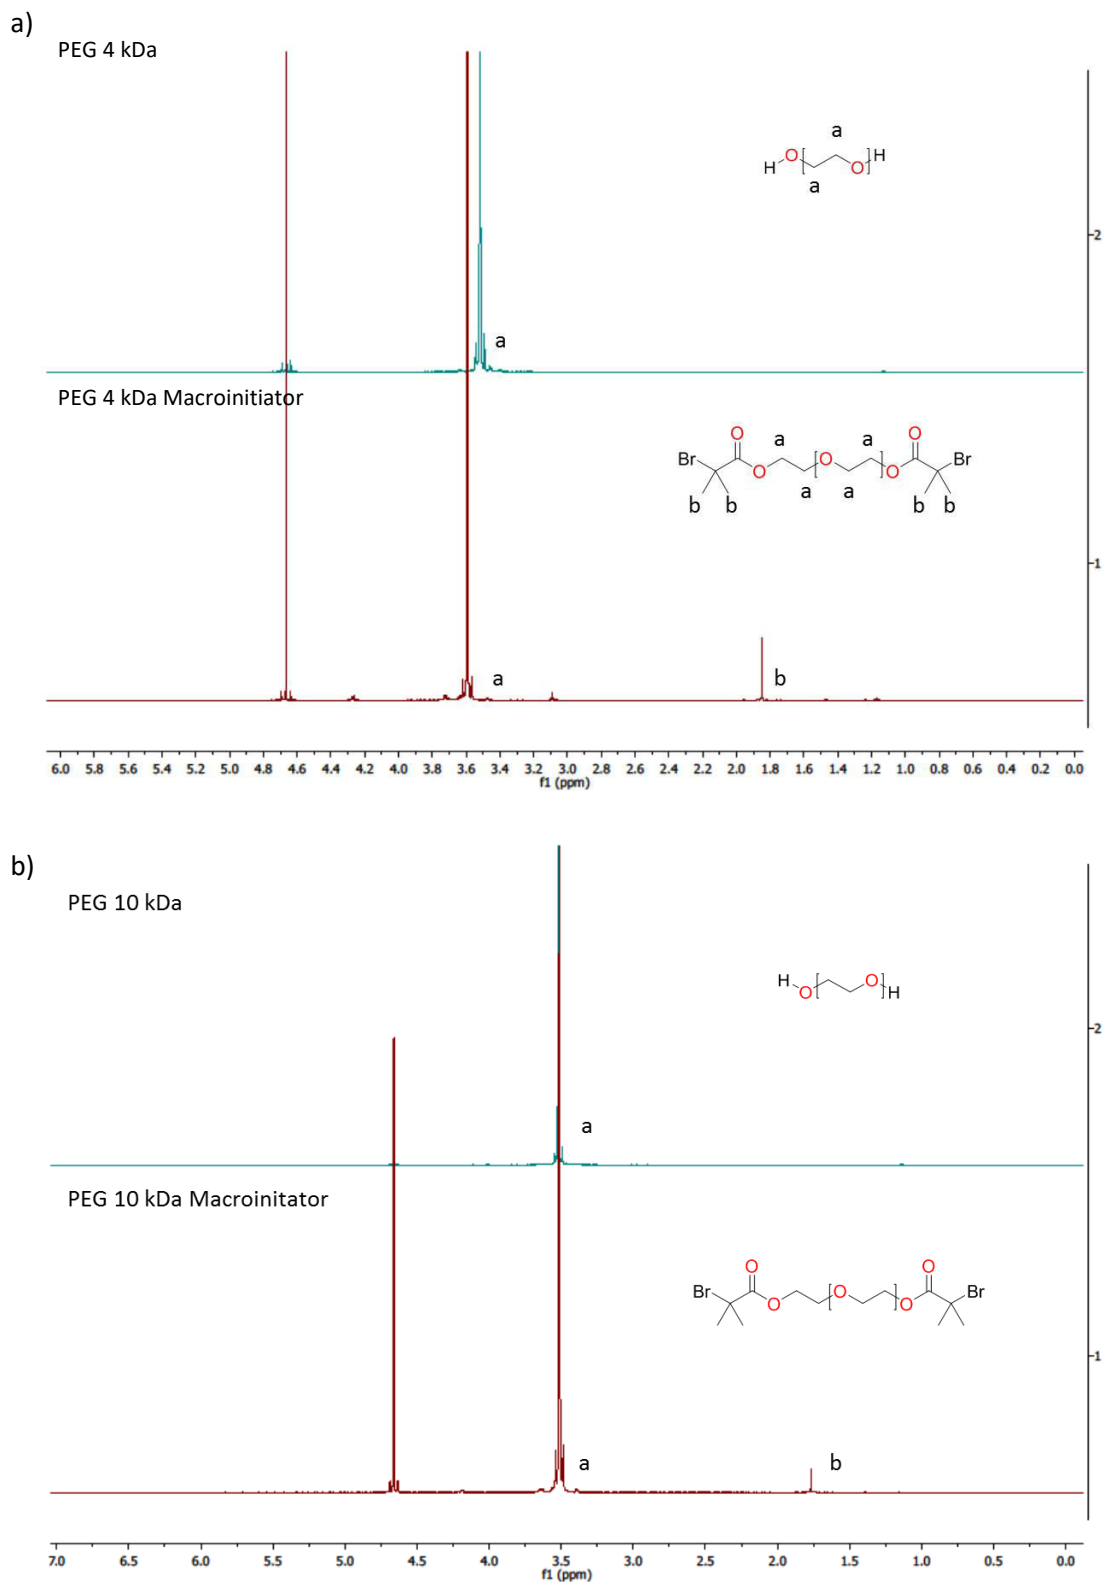 a)
PEG 4 kDa
a
H O [ O ] H
a
2
a
PEG 4 kDa Macroinitiator
O a a O
Br O O O Br
a a
b b b b
1
a b
6.0 5.8 5.6 5.4 5.2 5.0 4.8 4.6 4.4 4.2 4.0 3.8 3.6 3.4 3.2 3.0 2.8 2.6 2.4 2.2 2.0 1.8 1.6 1.4 1.2 1.0 0.8 0.6 0.4 0.2 0.0
f1 (ppm)
b)
PEG 10 kDa
H O [ O ] H
2
a
PEG 10 kDa Macroinitator
O O
Br O O O Br
1
a b
7.0 6.5 6.0 5.5 5.0 4.5 4.0 3.5 3.0 2.5 2.0 1.5 1.0 0.5 0.0
f1 (ppm)